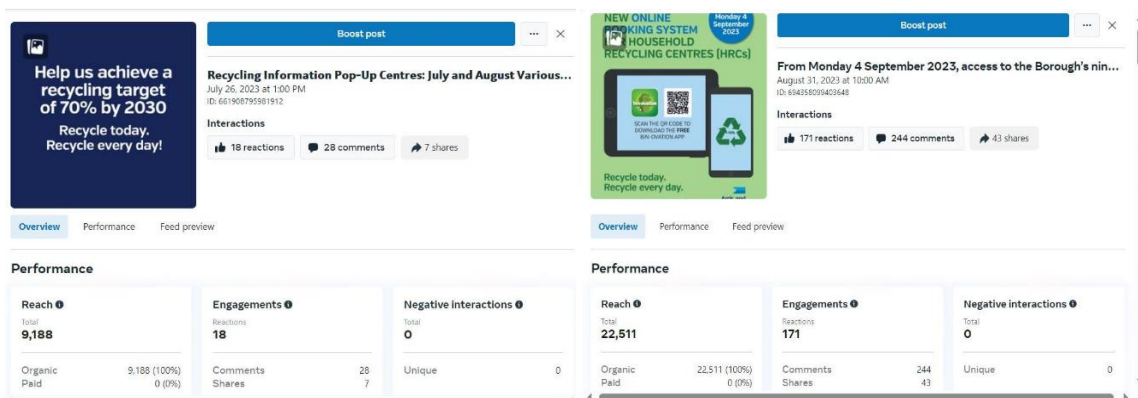 Help us achieve a
recycling target
of 70% by 2030
Recycle today.
Recycle every day!
Boost post
Recycling Information Pop-Up Centres: July and August Various...
July 26, 2023 at 1:00 PM
ID: 661908795981912
Interactions
18 reactions
28 comments
7 shares
Overview
Performance
Feed preview
Performance
Reach
Total
9,188
Organic 9,188 (100%)
Paid 0 (0%)
Engagements
Reactions
18
Comments 28
Shares 7
Negative interactions
Total
0
Unique 0
NEW ONLINE
BOOKING SYSTEM
HOUSEHOLD
RECYCLING CENTRES (HRCs)
Monday 4
September
2023
SCAN THE QR CODE TO
DOWNLOAD THE FREE
BIN-OVATION APP
Recycle today.
Recycle every day.
Boost post
From Monday 4 September 2023, access to the Borough's nin...
August 31, 2023 at 10:00 AM
ID: 694358099403648
Interactions
171 reactions
244 comments
43 shares
Overview
Performance
Feed preview
Performance
Reach
Total
22,511
Organic 22,511 (100%)
Paid 0 (0%)
Engagements
Reactions
171
Comments 244
Shares 43
Negative interactions
Total
0
Unique 0